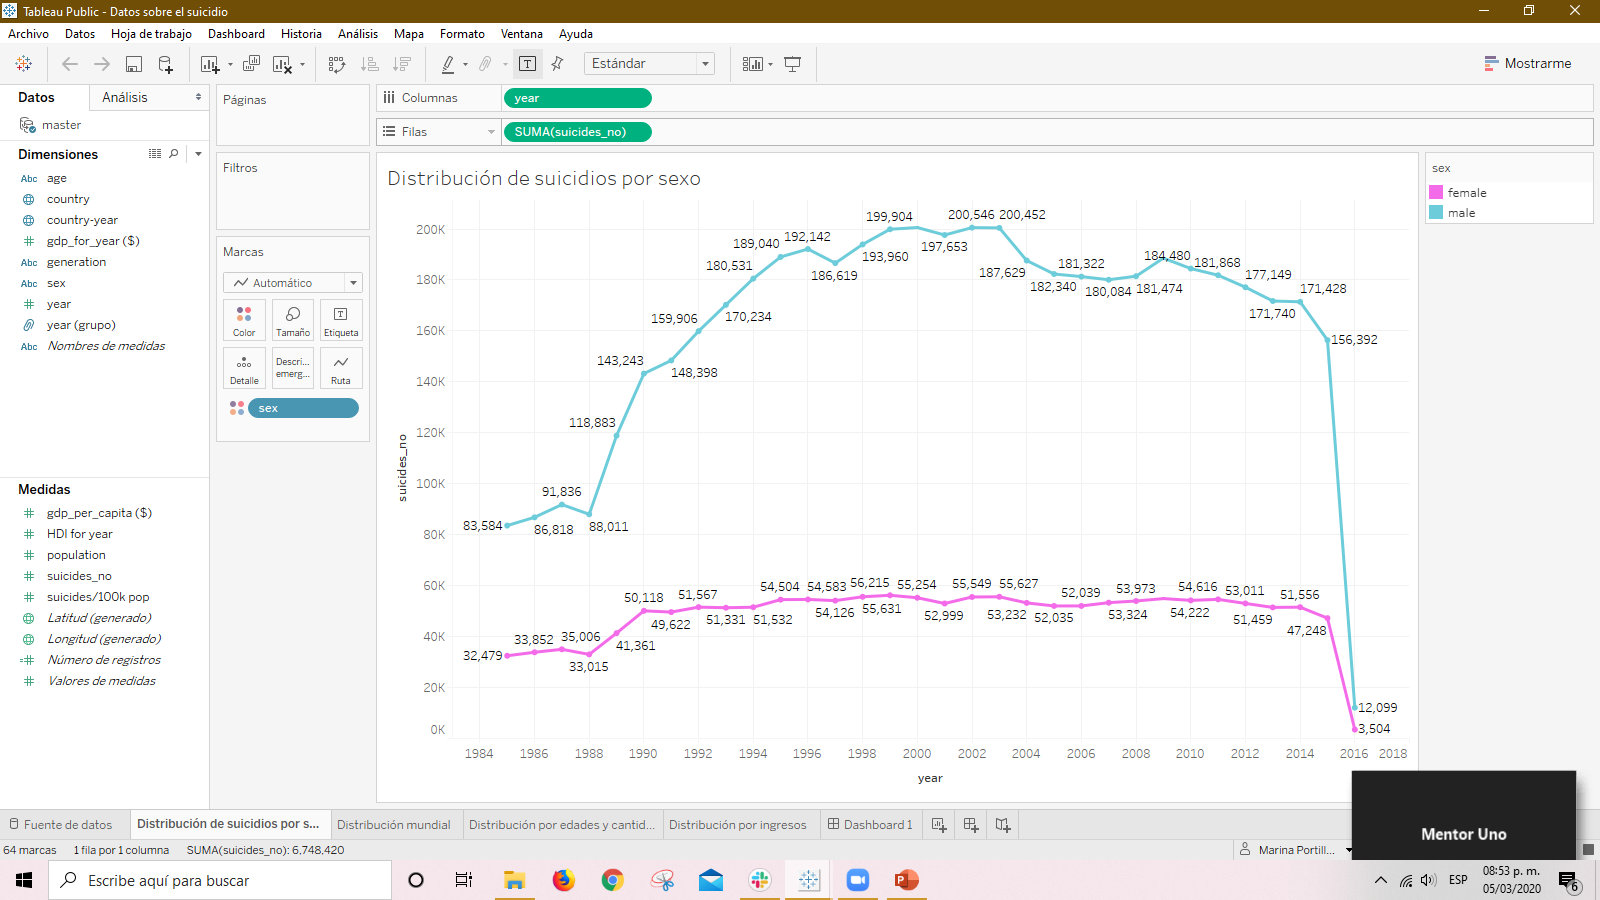 Tableau Public - Datos sobre el suicidio
Archivo Datos Hoja de trabajo Dashboard Historia Análisis Mapa Formato Ventana Ayuda
Estándar
Mostrarme
Datos
Análisis
master
Dimensiones
Abc age
country
country-year
gdp_for_year ($)
Abc generation
Abc sex
year
year (grupo)
Abc Nombres de medidas
Medidas
gdp_per_capita ($)
HDI for year
population
suicides_no
suicides/100k pop
Latitud (generado)
Longitud (generado)
Número de registros
Valores de medidas
Páginas
Filtros
Marcas
Automático
Color
Tamaño
Etiqueta
Detalle
Descri...
emerg...
Ruta
sex
Columnas
year
Filas
SUMA(suicides_no)
Distribución de suicidios por sexo
suicides_no
200K
180K
160K
140K
120K
100K
80K
60K
40K
20K
0K
83,584
86,818
91,836
88,011
118,883
143,243
148,398
159,906
170,234
180,531
189,040
192,142
186,619
193,960
199,904
197,653
200,546
200,452
187,629
182,340
181,322
180,084
181,474
184,480
181,868
177,149
171,740
171,428
156,392
12,099
32,479
33,852
35,006
33,015
41,361
50,118
49,622
51,567
51,331
51,532
54,504
54,583
54,126
56,215
55,631
55,254
52,999
55,549
55,627
53,232
52,035
52,039
53,324
53,973
54,222
54,616
53,011
51,459
51,556
47,248
3,504
1984 1986 1988 1990 1992 1994 1996 1998 2000 2002 2004 2006 2008 2010 2012 2014 2016 2018
year
sex
female
male
Fuente de datos
Distribución de suicidios por s...
Distribución mundial
Distribución por edades y cantid...
Distribución por ingresos
Dashboard 1
64 marcas
1 fila por 1 columna
SUMA(suicides_no): 6,748,420
Marina Portill...
Mentor Uno
Escribe aquí para buscar
ESP
08:53 p. m.
05/03/2020
6